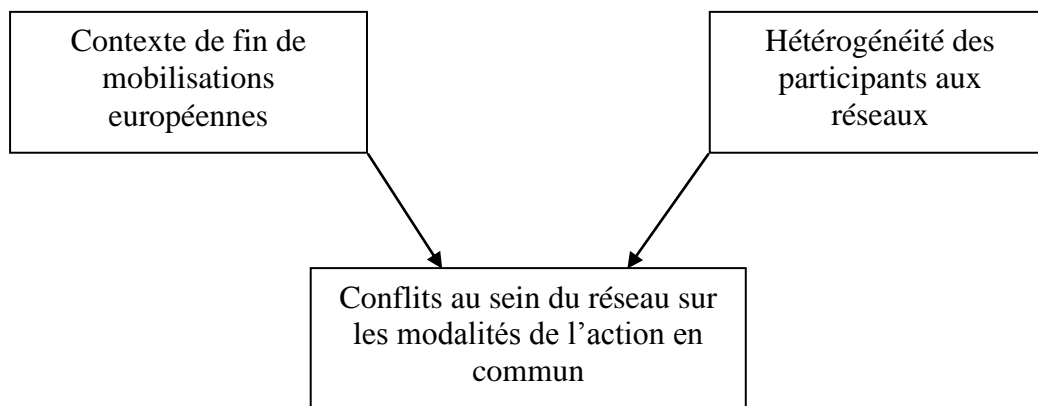 Contexte de fin de
mobilisations
européennes
Hétérogénéité des
participants aux
réseaux
Conflits au sein du réseau sur
les modalités de l’action en
commun